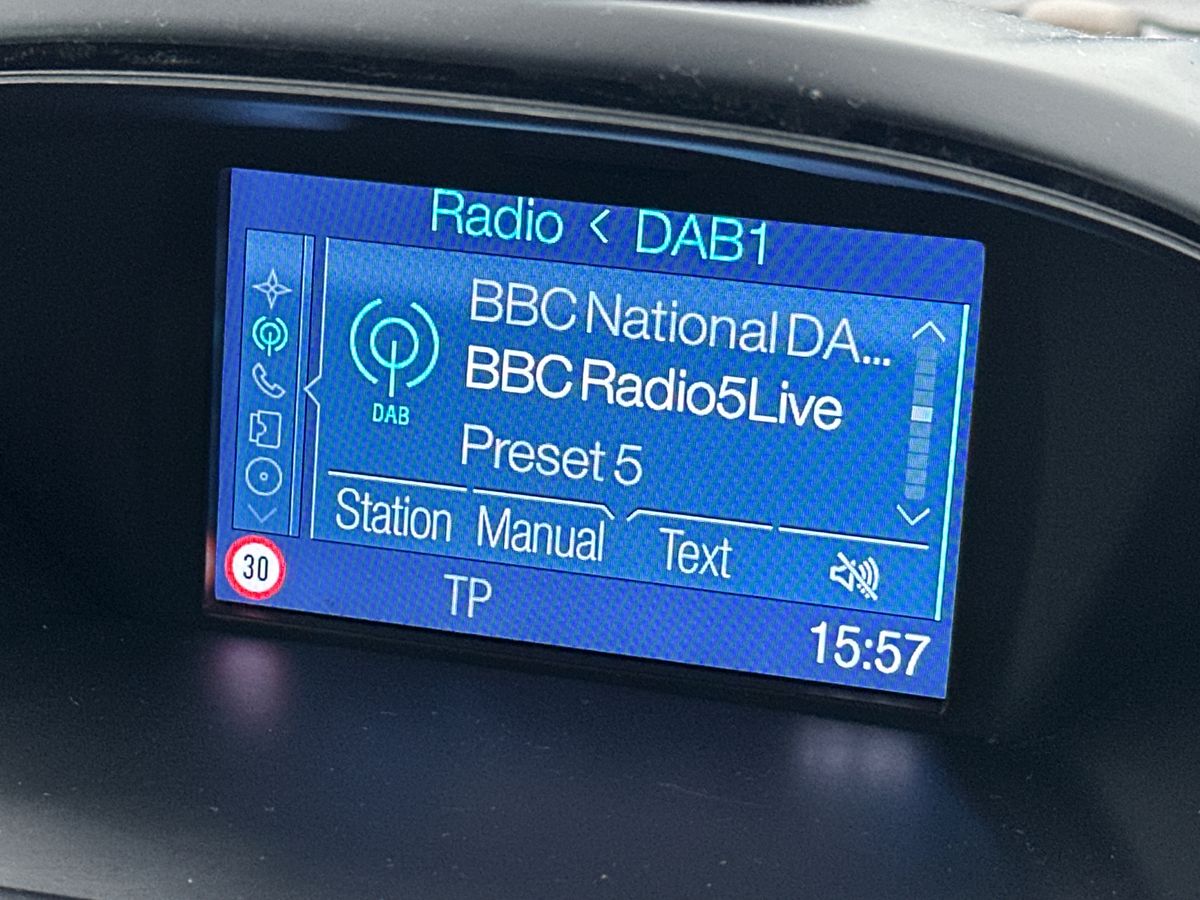 Radio < DAB1
BBC National DA...
DAB
BBC Radio5Live
Preset 5
Station Manual Text
30
TP
15:57